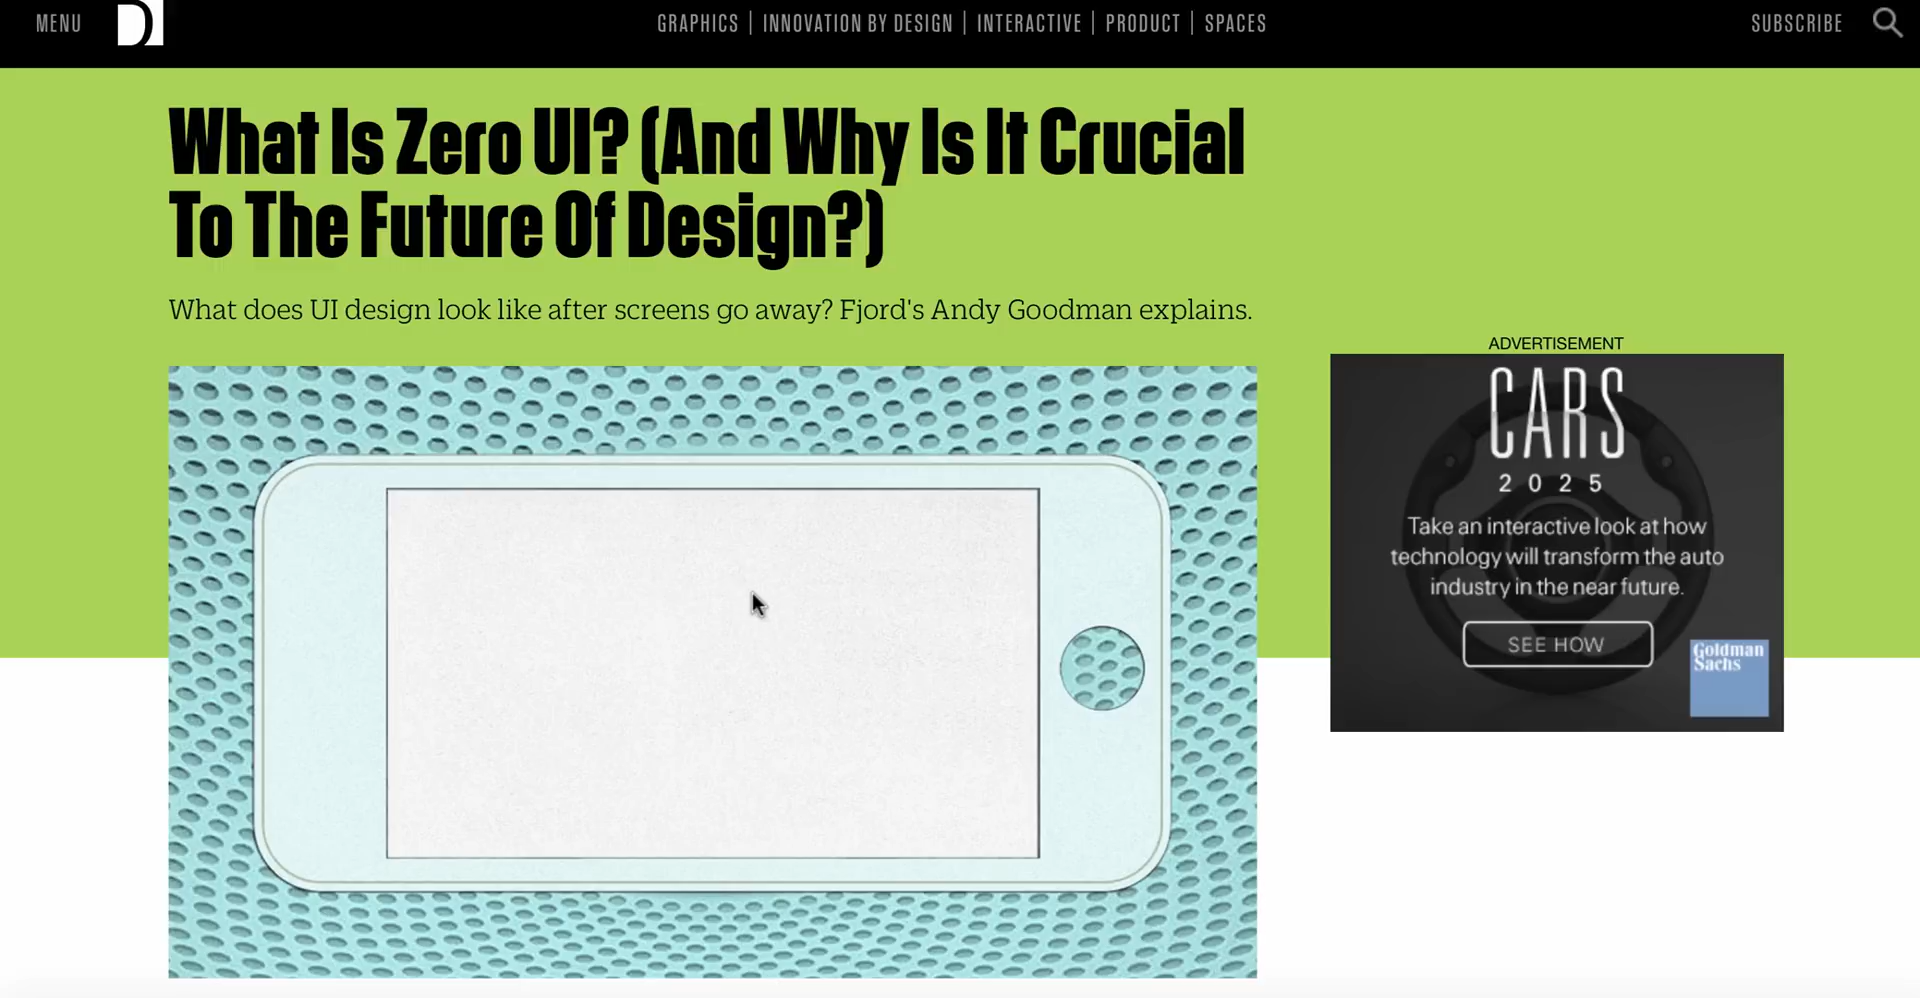 MENU
D
GRAPHICS | INNOVATION BY DESIGN | INTERACTIVE | PRODUCT | SPACES
SUBSCRIBE
What Is Zero UI? (And Why Is It Crucial
To The Future Of Design?)
What does UI design look like after screens go away? Fjord's Andy Goodman explains.
ADVERTISEMENT
CARS
2025
Take an interactive look at how
technology will transform the auto
industry in the near future.
SEE HOW
Goldman
Sachs